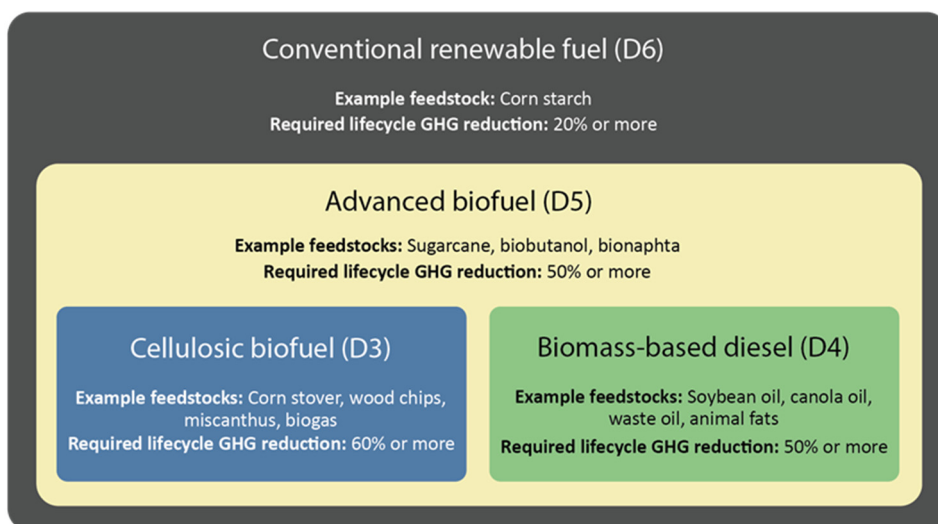 Conventional renewable fuel (D6)
Example feedstock: Corn starch
Required lifecycle GHG reduction: 20% or more
Advanced biofuel (D5)
Example feedstocks: Sugarcane, biobutanol, bionaphta
Required lifecycle GHG reduction: 50% or more
Cellulosic biofuel (D3)
Example feedstocks: Corn stover, wood chips,
miscanthus, biogas
Required lifecycle GHG reduction: 60% or more
Biomass-based diesel (D4)
Example feedstocks: Soybean oil, canola oil,
waste oil, animal fats
Required lifecycle GHG reduction: 50% or more